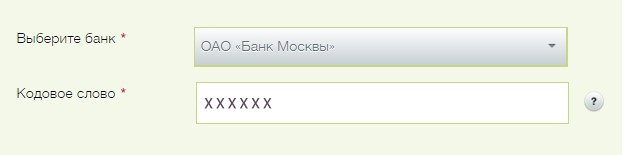 Выберите банк *
ОАО «Банк Москвы»
Кодовое слово *
XXXXXX
?